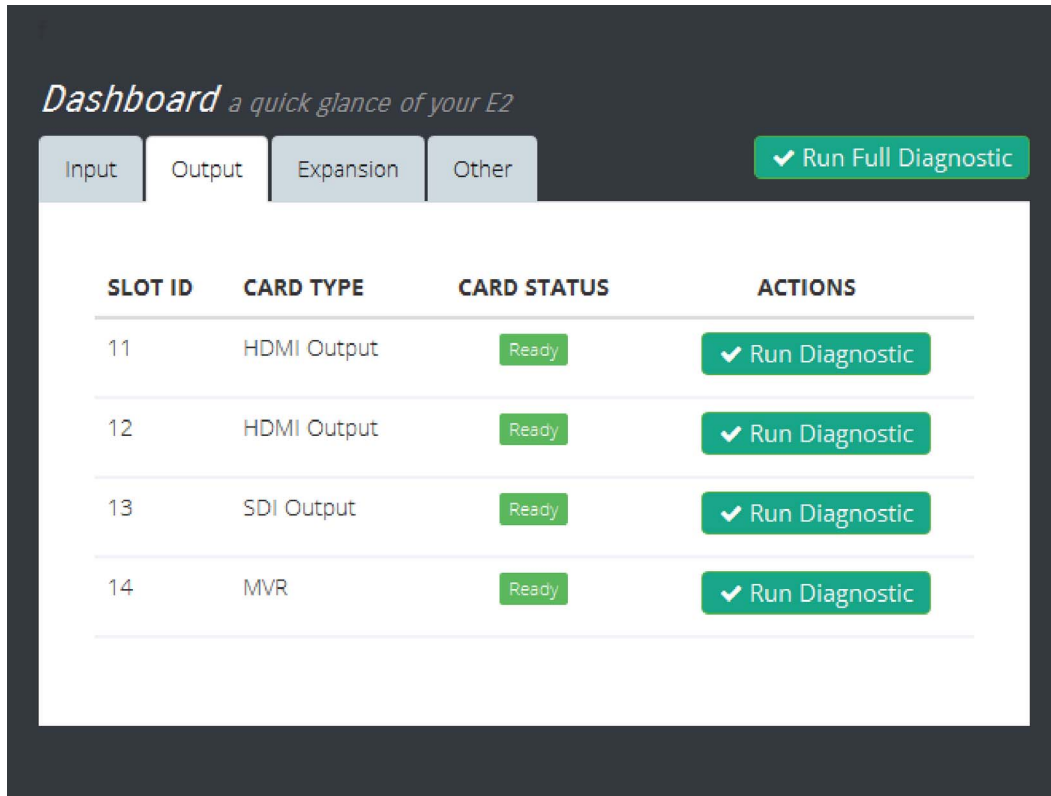 Dashboard a quick glance of your E2
Input Output Expansion Other ✔ Run Full Diagnostic
SLOT ID CARD TYPE CARD STATUS ACTIONS
11 HDMI Output Ready ✔ Run Diagnostic
12 HDMI Output Ready ✔ Run Diagnostic
13 SDI Output Ready ✔ Run Diagnostic
14 MVR Ready ✔ Run Diagnostic